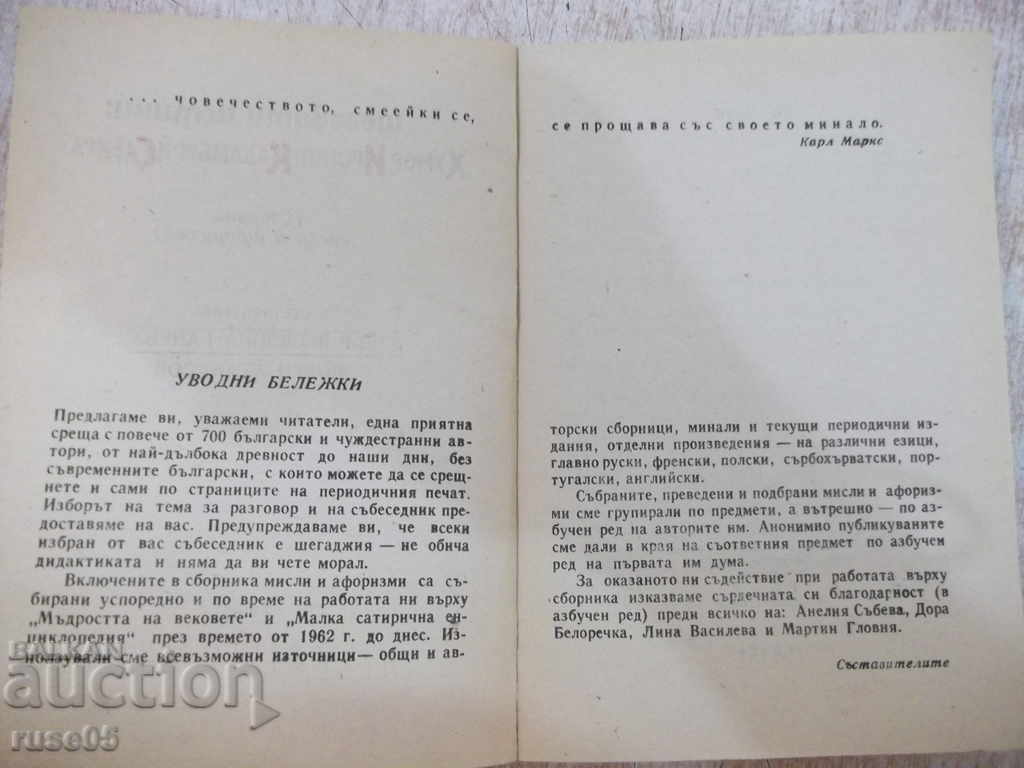 ... човечеството, смеейки се,
УВОДНИ БЕЛЕЖКИ
Предлагаме ви, уважаеми читатели, една приятна
среща с повече от 700 български и чуждестранни ав-
тори, от най-дълбока древност до наши дни, без
съвременните български, с които можете да се срещ-
нете и сами по страниците на периодичния печат.
Изборът на тема за разговор и на събеседник пре-
доставяме на вас. Предупреждаваме ви, че всеки
избран от вас събеседник е шегаджия — не обича
дидактиката и няма да ви чете морал.
Включените в сборника мисли и афоризми са съ-
бирани успоредно и по време на работата ни върху
„Мъдростта на вековете“ и „Малка сатирична ен-
циклопедия“ през времето от 1962 г. до днес. Из-
ползували сме всевъзможни източници — общи и ав-
се прощава със своето минало.
Карл Маркс
торски сборници, минали и текущи периодични из-
дания, отделни произведения — на различни езици,
главно руски, френски, полски, сърбохърватски, пор-
тугалски, английски.
Събраните, преведени и подбрани мисли и афориз-
ми сме групирали по предмети, а вътрешно — по аз-
бучен ред на авторите им. Анонимно публикуваните
сме дали в края на съответния предмет по азбучен
ред на първата им дума.
За оказаното ни съдействие при работата върху
сборника изказваме сърдечната си благодарност (в
азбучен ред) преди всичко на: Анелия Събева, Дора
Белоречка, Лина Василева и Мартин Гловня.
Съставителите
BALKAN
auction
ruse05